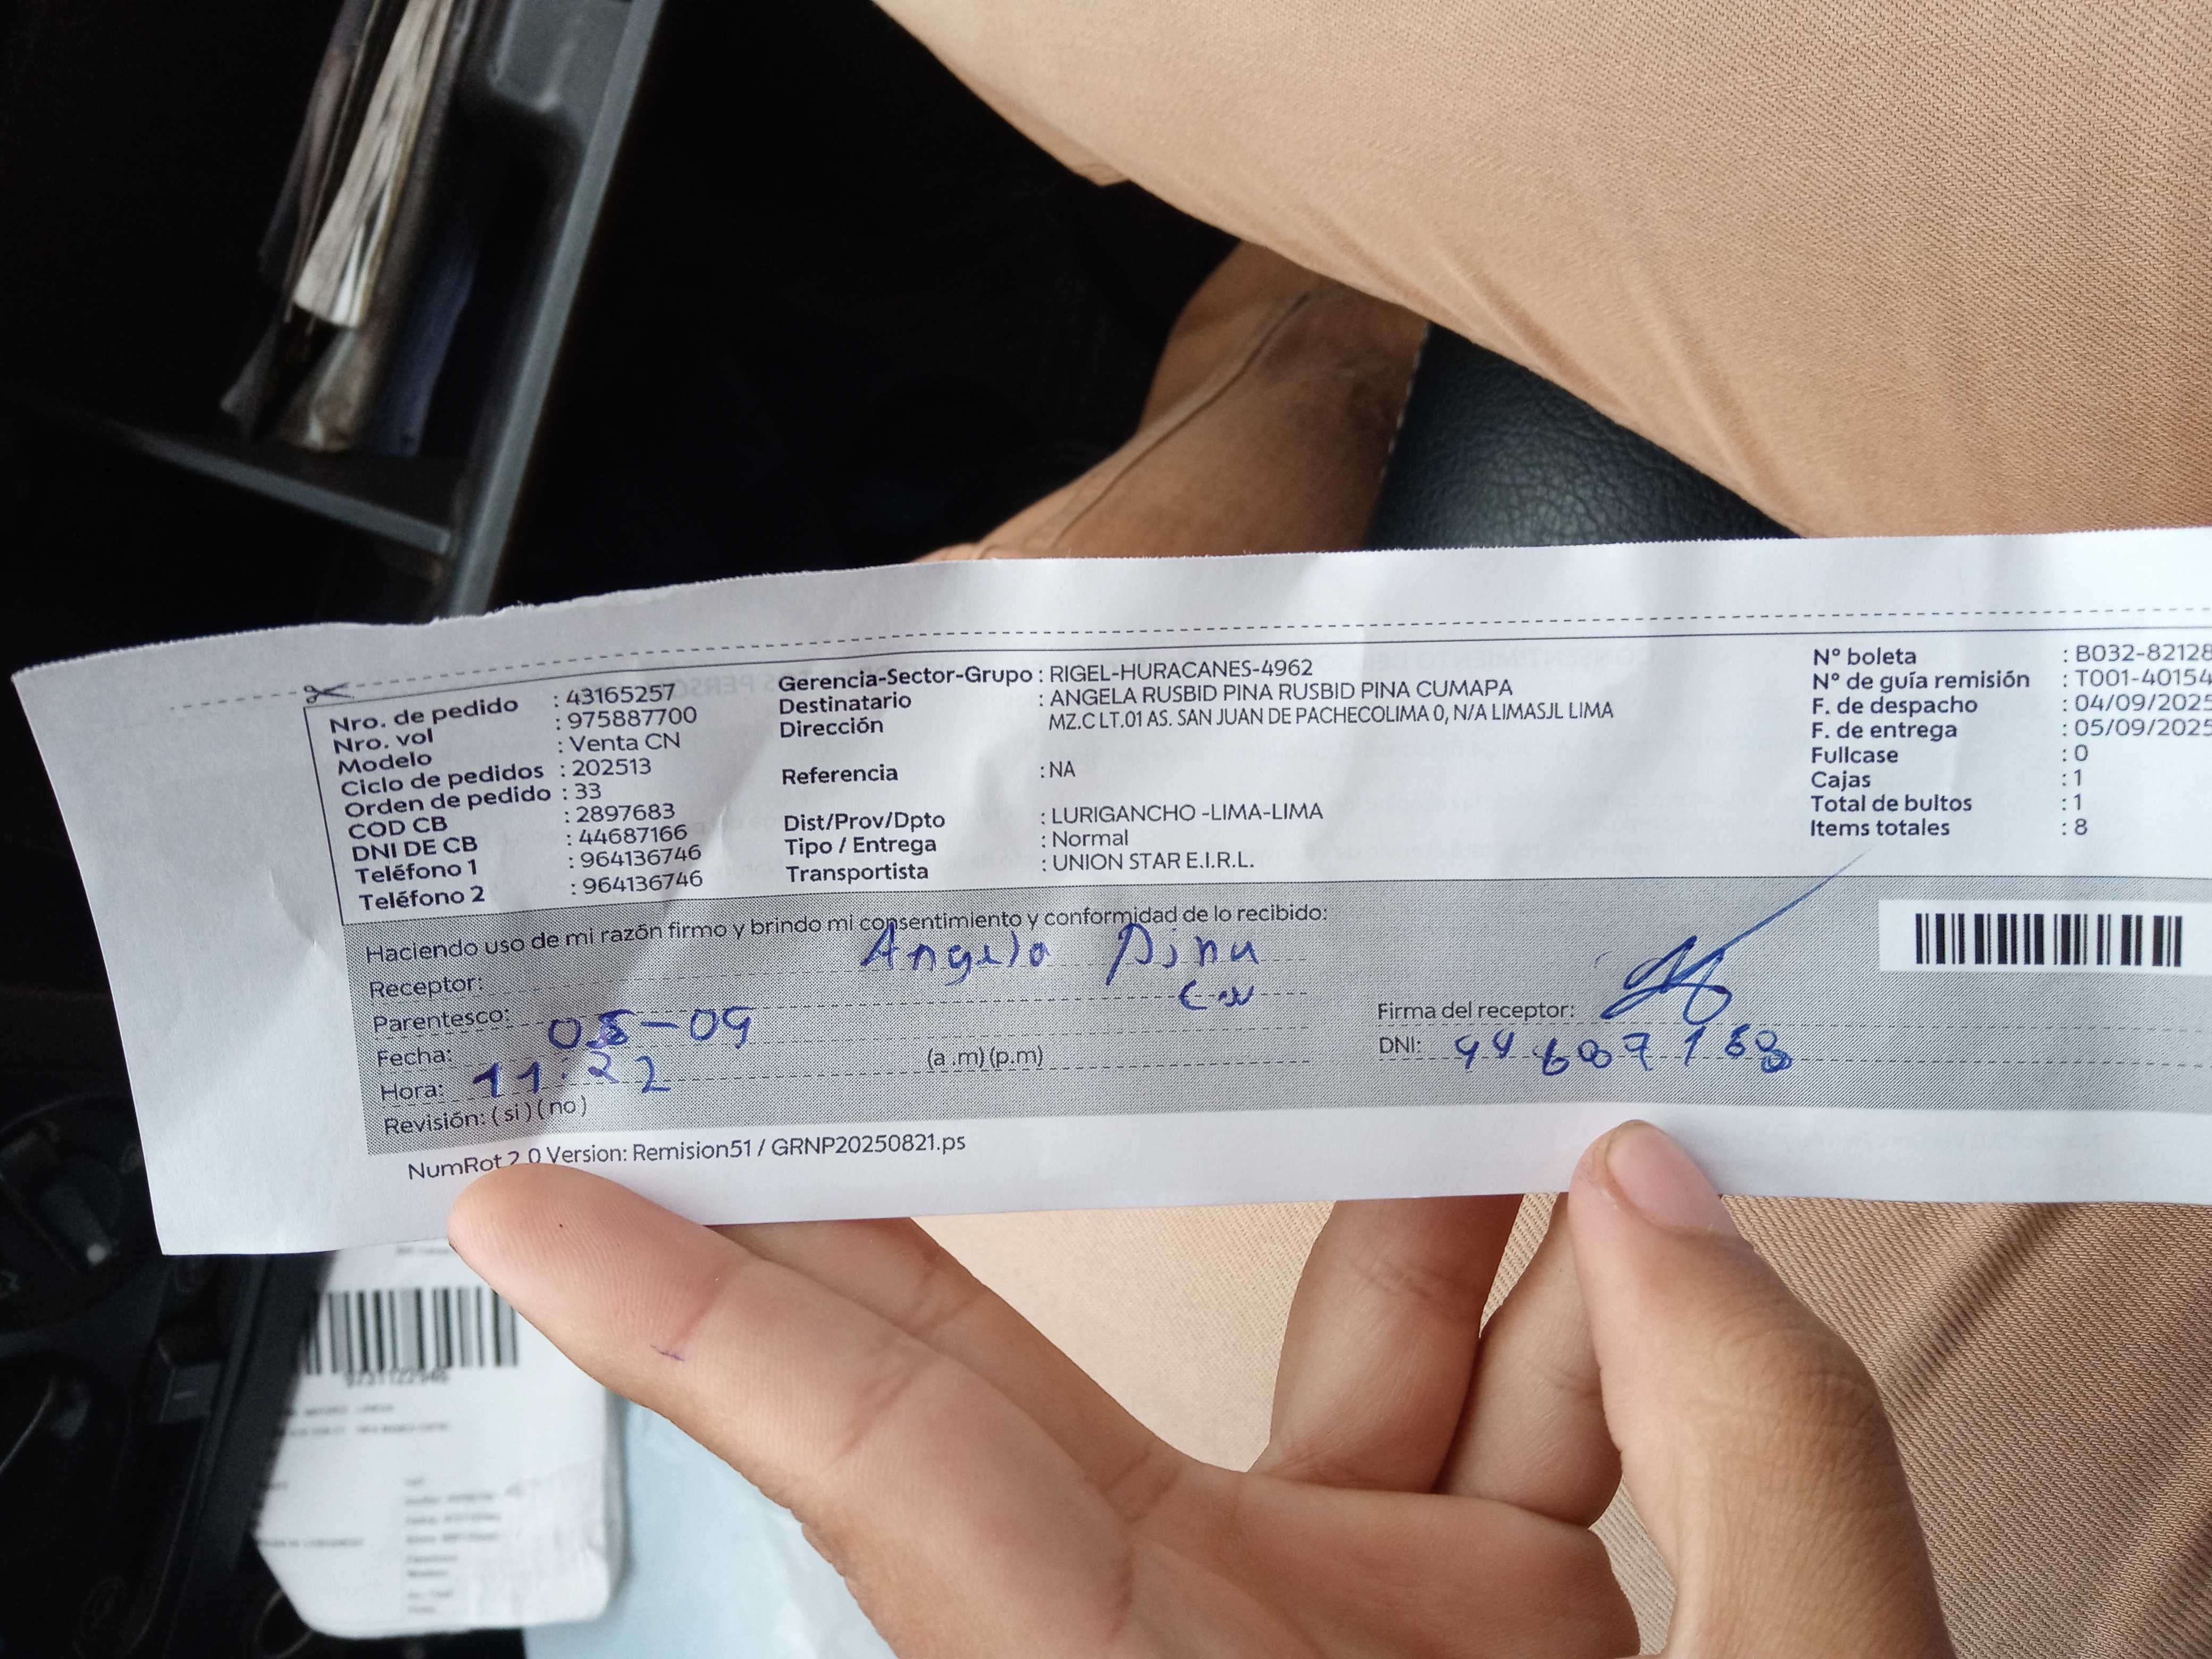 Nro. de pedido : 43165257
Nro. vol : 975887700
Modelo : Venta CN
Ciclo de pedidos : 202513
Orden de pedido : 33
COD CB : 2897683
DNI DE CB : 44687166
Teléfono 1 : 964136746
Teléfono 2 : 964136746
Gerencia-Sector-Grupo : RIGEL-HURACANES-4962
Destinatario : ANGELA RUSBID PINA RUSBID PINA CUMAPA
Dirección MZ.C LT.01 AS. SAN JUAN DE PACHECOLIMA 0, N/A LIMASJL LIMA
Referencia : NA
Dist/Prov/Dpto : LURIGANCHO -LIMA-LIMA
Tipo / Entrega : Normal
Transportista : UNION STAR E.I.R.L.
Nº boleta : B032-82128
Nº de guía remisión : T001-40154
F. de despacho : 04/09/2025
F. de entrega : 05/09/2025
Fullcase : 0
Cajas : 1
Total de bultos : 1
Items totales : 8
Haciendo uso de mi razón firmo y brindo mi consentimiento y conformidad de lo recibido:
Receptor: Angela Pina
Parentesco:
Fecha: 05-09
Hora: 11:22 (a .m) (p.m)
Revisión: ( si ) ( no )
Firma del receptor:
DNI:
NumRot 2.0 Version: Remision51 / GRNP20250821.ps